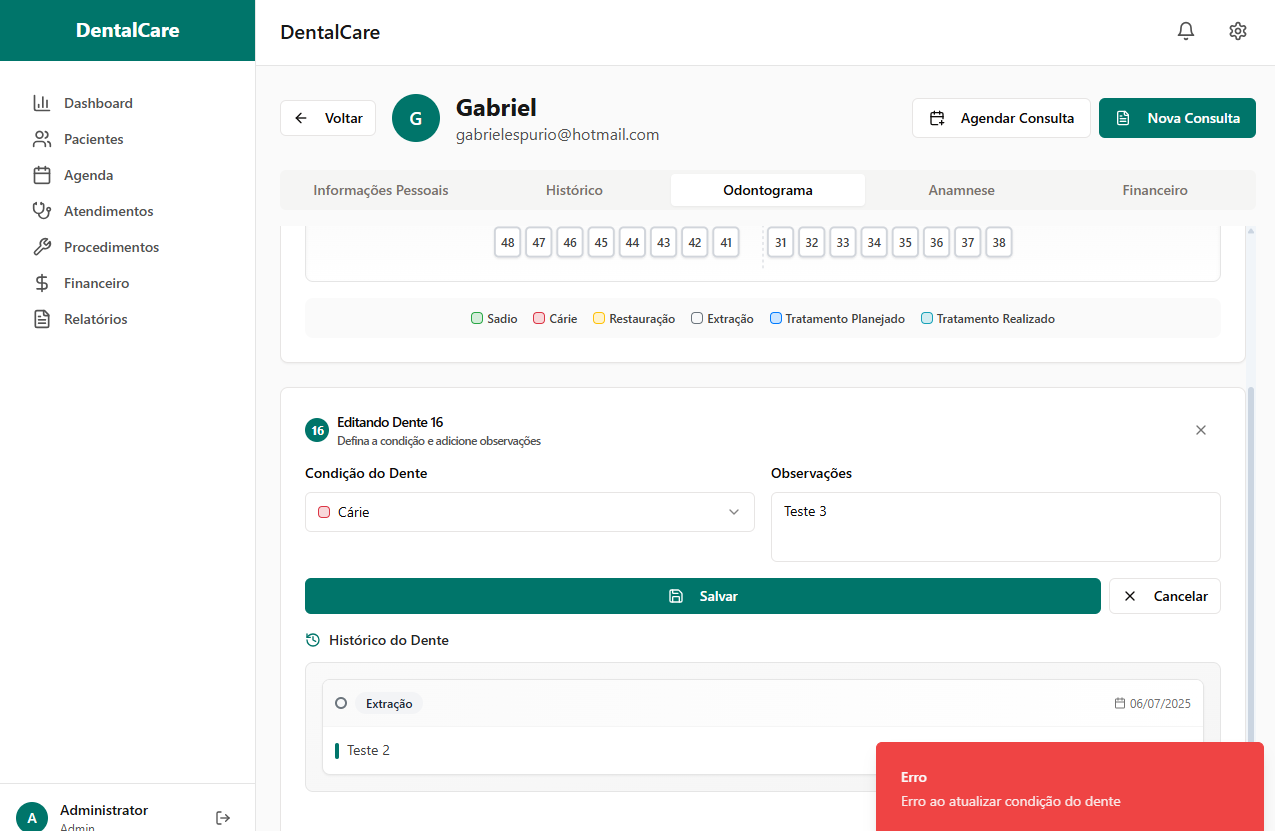 DentalCare
DentalCare
Dashboard
Pacientes
Agenda
Atendimentos
Procedimentos
Financeiro
Relatórios
A
Administrator
Admin
Voltar
G
Gabriel
gabrielespurio@hotmail.com
Agendar Consulta
Nova Consulta
Informações Pessoais Histórico Odontograma Anamnese Financeiro
48 47 46 45 44 43 42 41 31 32 33 34 35 36 37 38
Sadio Cárie Restauração Extração Tratamento Planejado Tratamento Realizado
16
Editando Dente 16
Defina a condição e adicione observações
Condição do Dente
Cárie
Observações
Teste 3
Salvar
Cancelar
Histórico do Dente
Extração 06/07/2025
Teste 2
Erro
Erro ao atualizar condição do dente